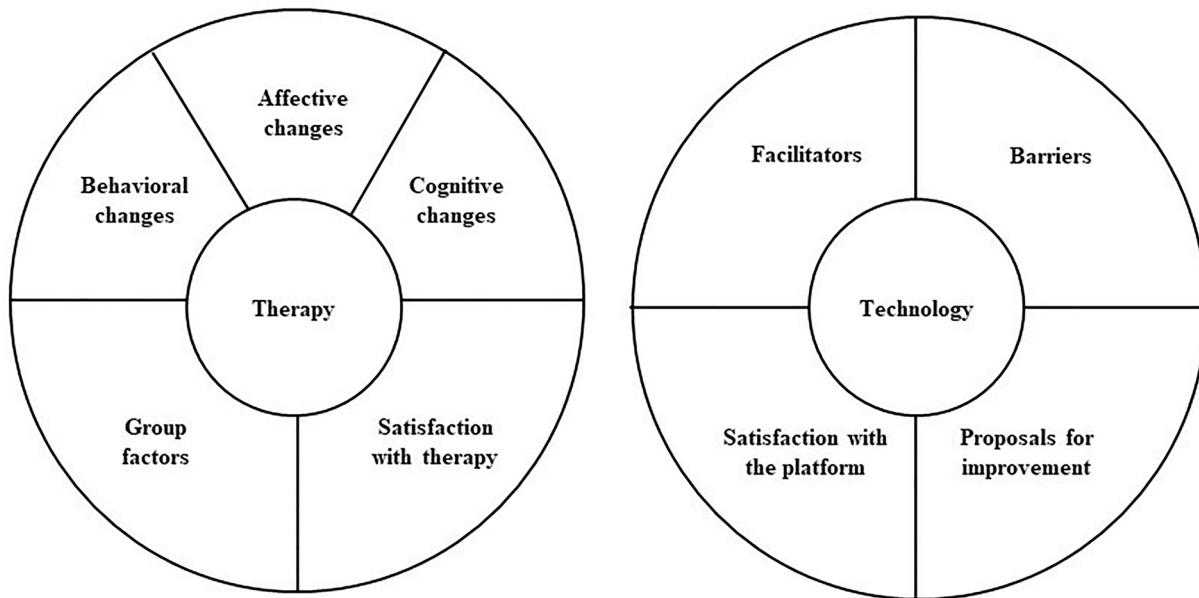 Affective
changes
Behavioral
changes
Cognitive
changes
Therapy
Group
factors
Satisfaction
with therapy
Facilitators
Barriers
Technology
Satisfaction with
the platform
Proposals for
improvement